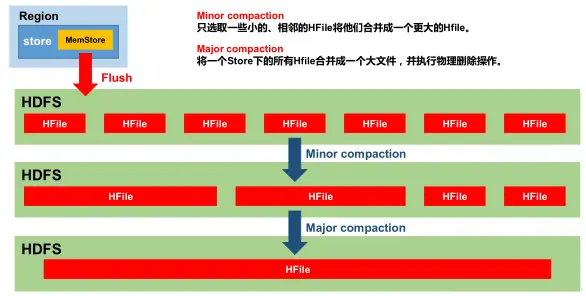 Region
store
MemStore
Flush
Minor compaction
只选取一些小的、相邻的HFile将他们合并成一个更大的Hfile。
Major compaction
将一个Store下的所有Hfile合并成一个大文件，并执行物理删除操作。
HDFS
HFile HFile HFile HFile HFile HFile HFile
Minor compaction
HDFS
HFile HFile HFile HFile
Major compaction
HDFS
HFile